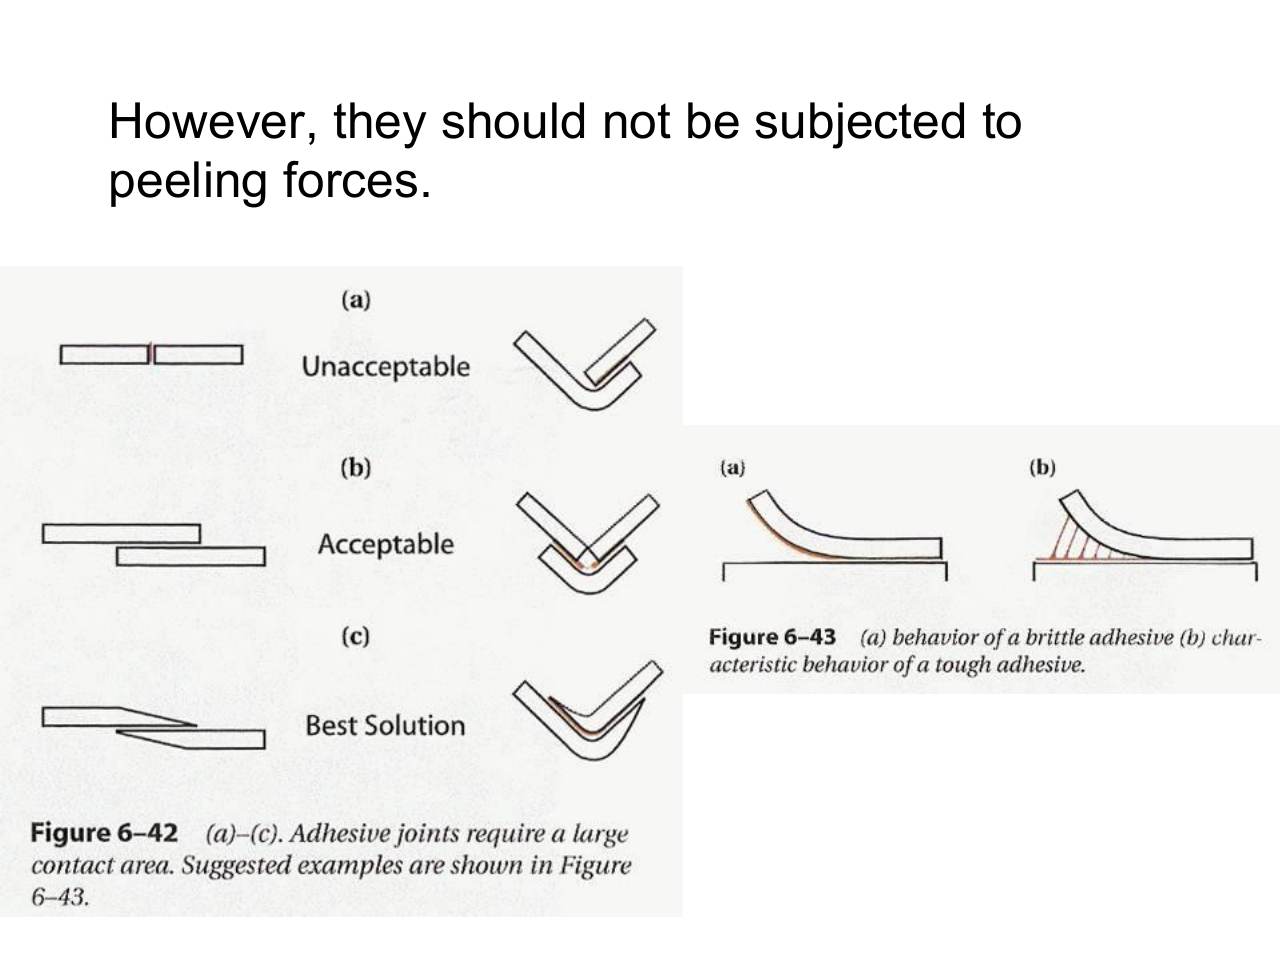 However, they should not be subjected to
peeling forces.
(a)
Unacceptable
(b)
Acceptable
(c)
Best Solution
Figure 6–42 (a)–(c). Adhesive joints require a large
contact area. Suggested examples are shown in Figure
6–43.
(a)
(b)
Figure 6–43 (a) behavior of a brittle adhesive (b) char-
acteristic behavior of a tough adhesive.